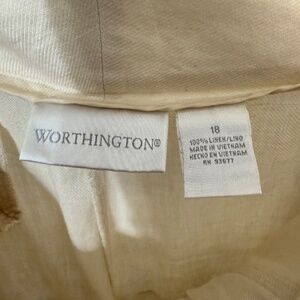 WORTHINGTON®
18
100% LINEN/LINO
MADE IN VIETNAM
HECHO EN VIETNAM
RN 93677